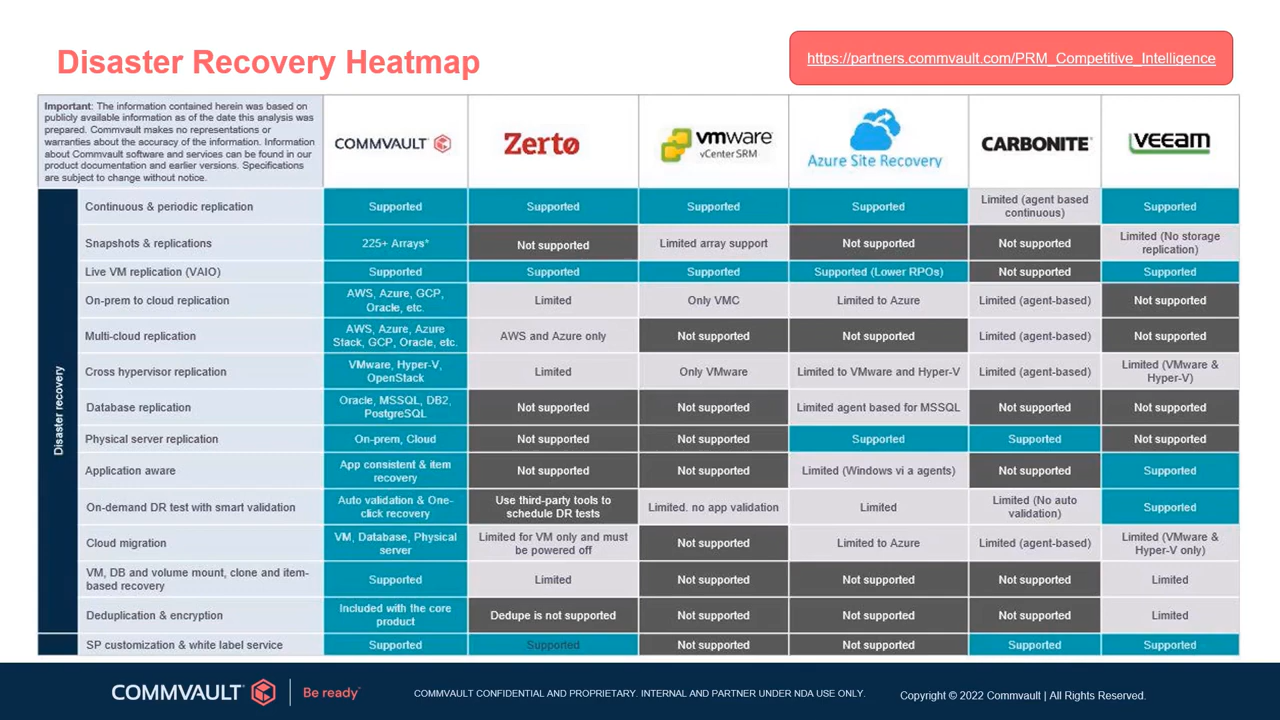 Disaster Recovery Heatmap
https://partners.commvault.com/PRM_Competitive_Intelligence
Important: The information contained herein was based on
publicly available information as of the date this analysis was
prepared. Commvault makes no representations or
warranties about the accuracy of the information. Information
about Commvault software and services can be found in our
product documentation and earlier versions. Specifications
are subject to change without notice.
COMMVAULT
Zerto
vmware
vCenter SRM
Azure Site Recovery
CARBONITE
veeAM
Disaster recovery
Continuous & periodic replication
Supported
Supported
Supported
Supported
Limited (agent based
continuous)
Supported
Snapshots & replications
225+ Arrays*
Not supported
Limited array support
Not supported
Not supported
Limited (No storage
replication)
Live VM replication (VAIO)
Supported
Supported
Supported
Supported (Lower RPOs)
Not supported
Supported
On-prem to cloud replication
AWS, Azure, GCP,
Oracle, etc.
Limited
Only VMC
Limited to Azure
Limited (agent-based)
Not supported
Multi-cloud replication
AWS, Azure, Azure
Stack, GCP, Oracle, etc.
AWS and Azure only
Not supported
Not supported
Limited (agent-based)
Not supported
Cross hypervisor replication
VMware, Hyper-V,
OpenStack
Limited
Only VMware
Limited to VMware and Hyper-V
Limited (agent-based)
Limited (VMware &
Hyper-V)
Database replication
Oracle, MSSQL, DB2,
PostgreSQL
Not supported
Not supported
Limited agent based for MSSQL
Not supported
Not supported
Physical server replication
On-prem, Cloud
Not supported
Not supported
Supported
Supported
Not supported
Application aware
App consistent & item
recovery
Not supported
Not supported
Limited (Windows vi a agents)
Not supported
Supported
On-demand DR test with smart validation
Auto validation & One-
click recovery
Use third-party tools to
schedule DR tests
Limited. no app validation
Limited
Limited (No auto
validation)
Supported
Cloud migration
VM, Database, Physical
server
Limited for VM only and must
be powered off
Not supported
Limited to Azure
Limited (agent-based)
Limited (VMware &
Hyper-V only)
VM, DB and volume mount, clone and item-
based recovery
Supported
Limited
Not supported
Not supported
Not supported
Limited
Deduplication & encryption
Included with the core
product
Dedupe is not supported
Not supported
Not supported
Not supported
Limited
SP customization & white label service
Supported
Supported
Not supported
Not supported
Supported
Supported
COMMVAULT
Be ready
COMMVAULT CONFIDENTIAL AND PROPRIETARY. INTERNAL AND PARTNER UNDER NDA USE ONLY.
Copyright © 2022 Commvault | All Rights Reserved.